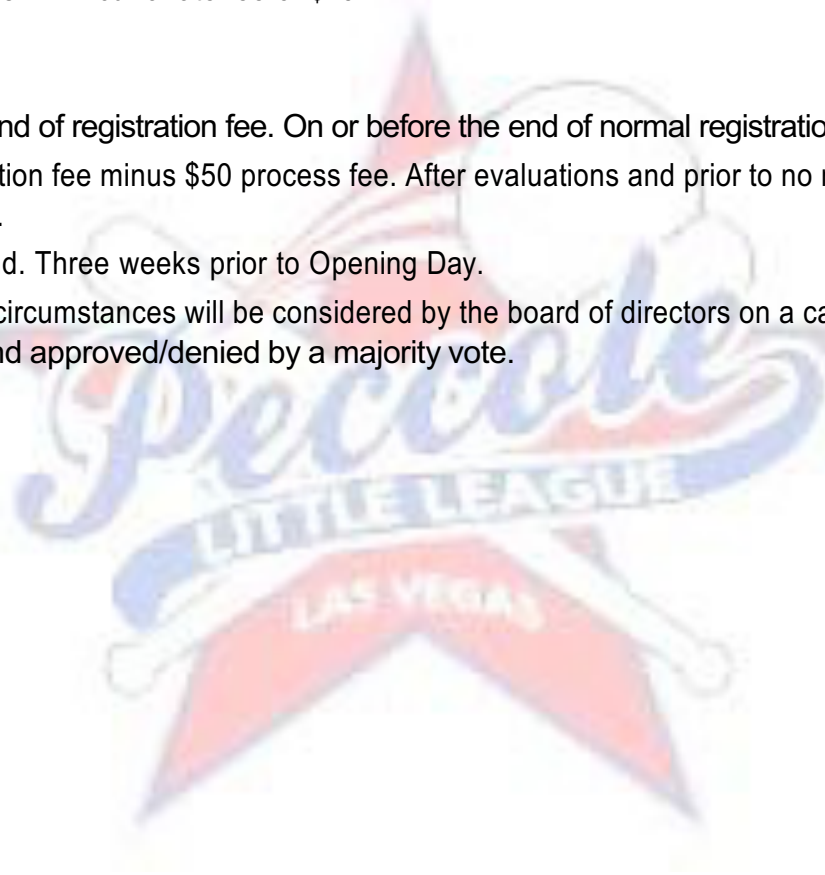 nd of registration fee. On or before the end of normal registratio
tion fee minus $50 process fee. After evaluations and prior to no
.
d. Three weeks prior to Opening Day.
circumstances will be considered by the board of directors on a ca
nd approved/denied by a majority vote.
Peccole
LITTLE LEAGUE
LAS VEGAS